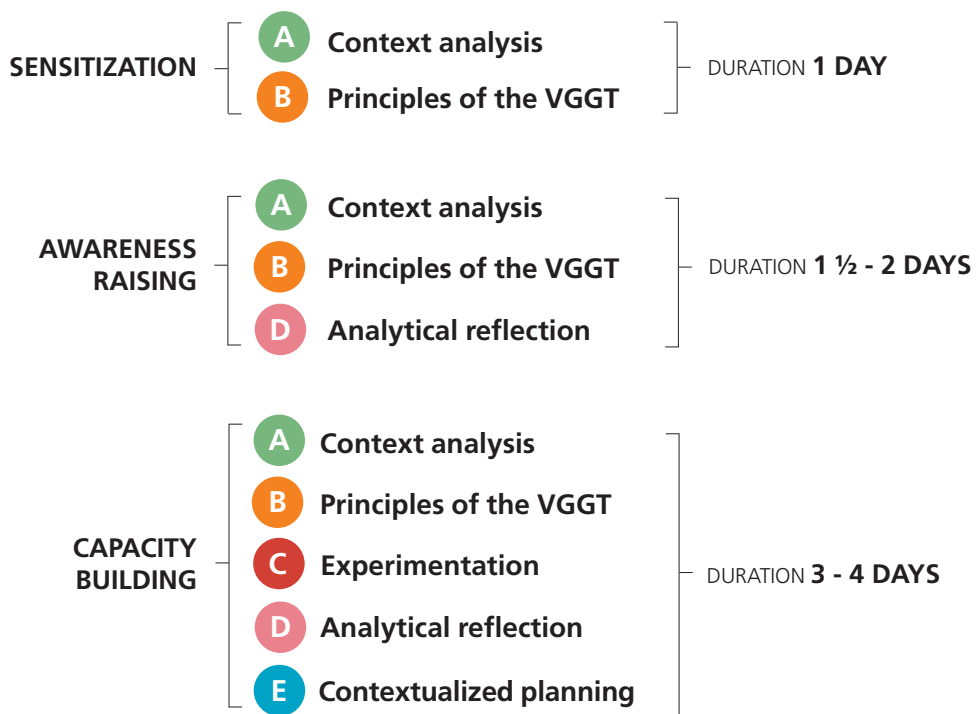 SENSITIZATION
A Context analysis
B Principles of the VGGT
DURATION 1 DAY
AWARENESS
RAISING
A Context analysis
B Principles of the VGGT
D Analytical reflection
DURATION 1 ½ - 2 DAYS
CAPACITY
BUILDING
A Context analysis
B Principles of the VGGT
C Experimentation
D Analytical reflection
E Contextualized planning
DURATION 3 - 4 DAYS